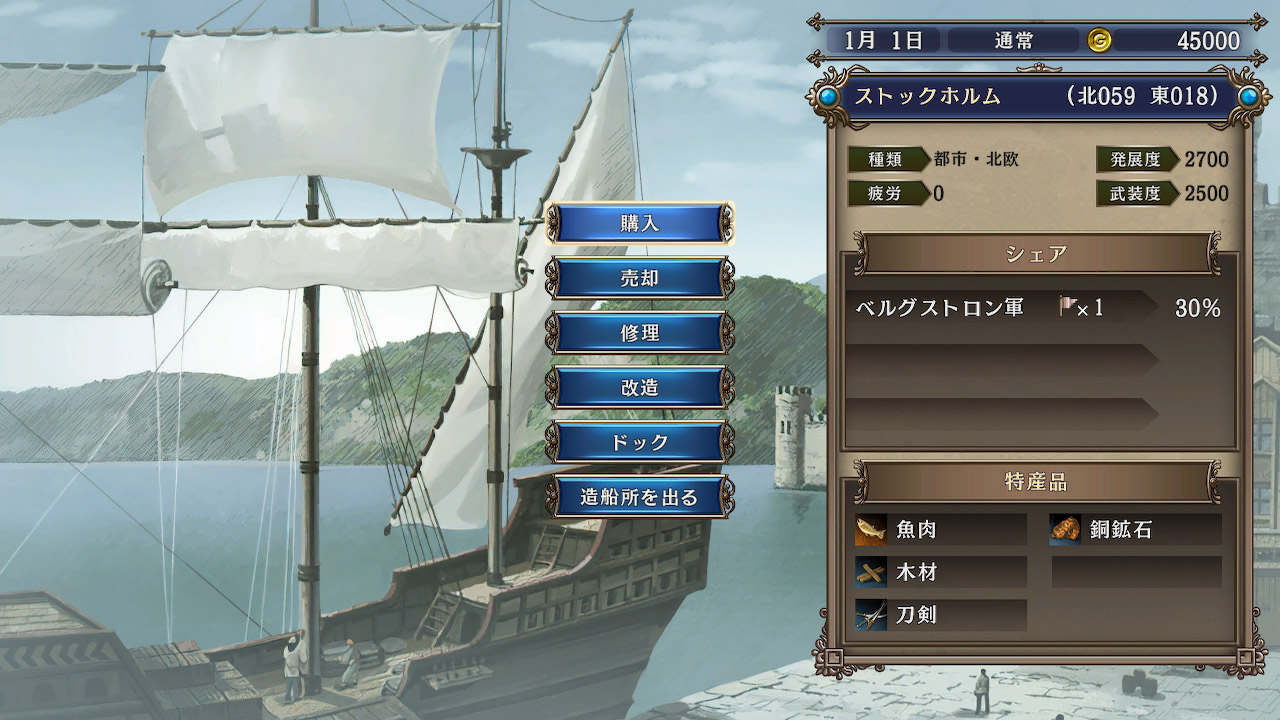 1月 1日 通常 45000
ストックホルム (北059 東018)
種類 都市・北欧 発展度 2700
疲労 0 武装度 2500
シェア
ベルグストロン軍 ×1 30%
特産品
魚肉 銅鉱石
木材
刀剣
購入
売却
修理
改造
ドック
造船所を出る